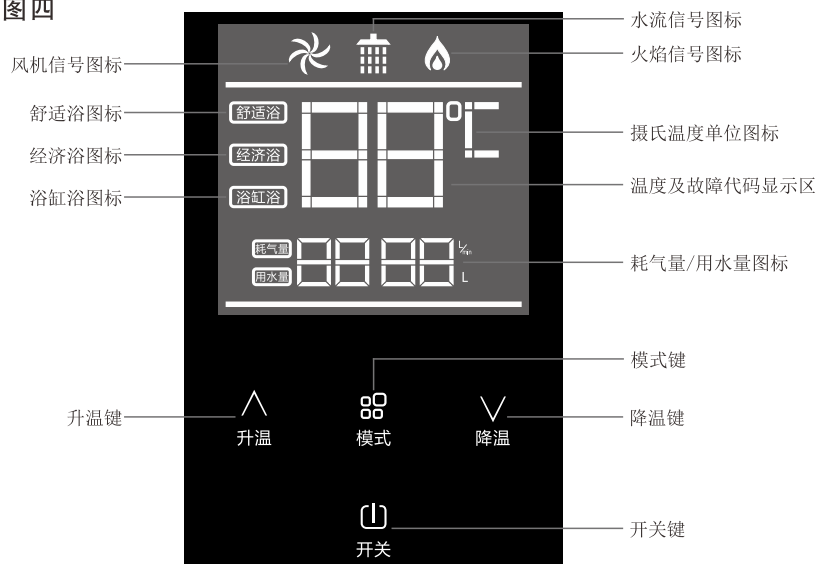 图四
水流信号图标
火焰信号图标
风机信号图标
舒适浴图标
舒适浴
88°C
摄氏温度单位图标
经济浴图标
经济浴
温度及故障代码显示区
浴缸浴图标
浴缸浴
耗气量
88 88
L/min
耗气量/用水量图标
用水量
L
模式键
升温键
升温
模式
降温
降温键
开关键
开关